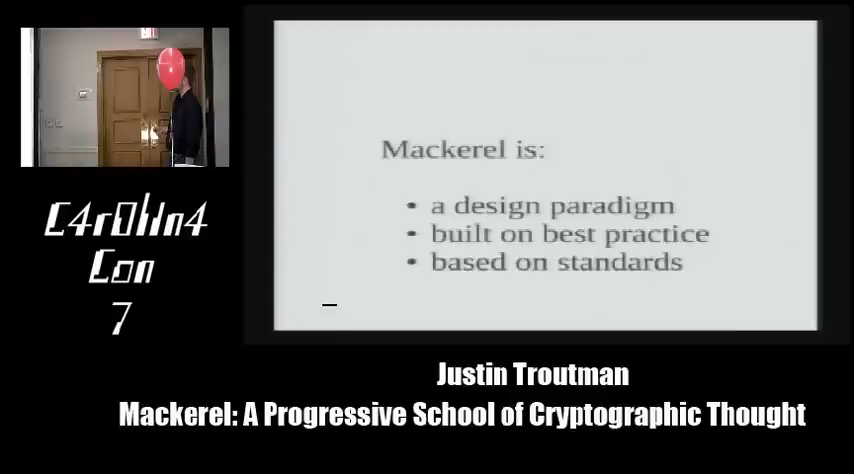 C4r0l1n4
Con
7
Mackerel is:
• a design paradigm
• built on best practice
• based on standards
Justin Troutman
Mackerel: A Progressive School of Cryptographic Thought